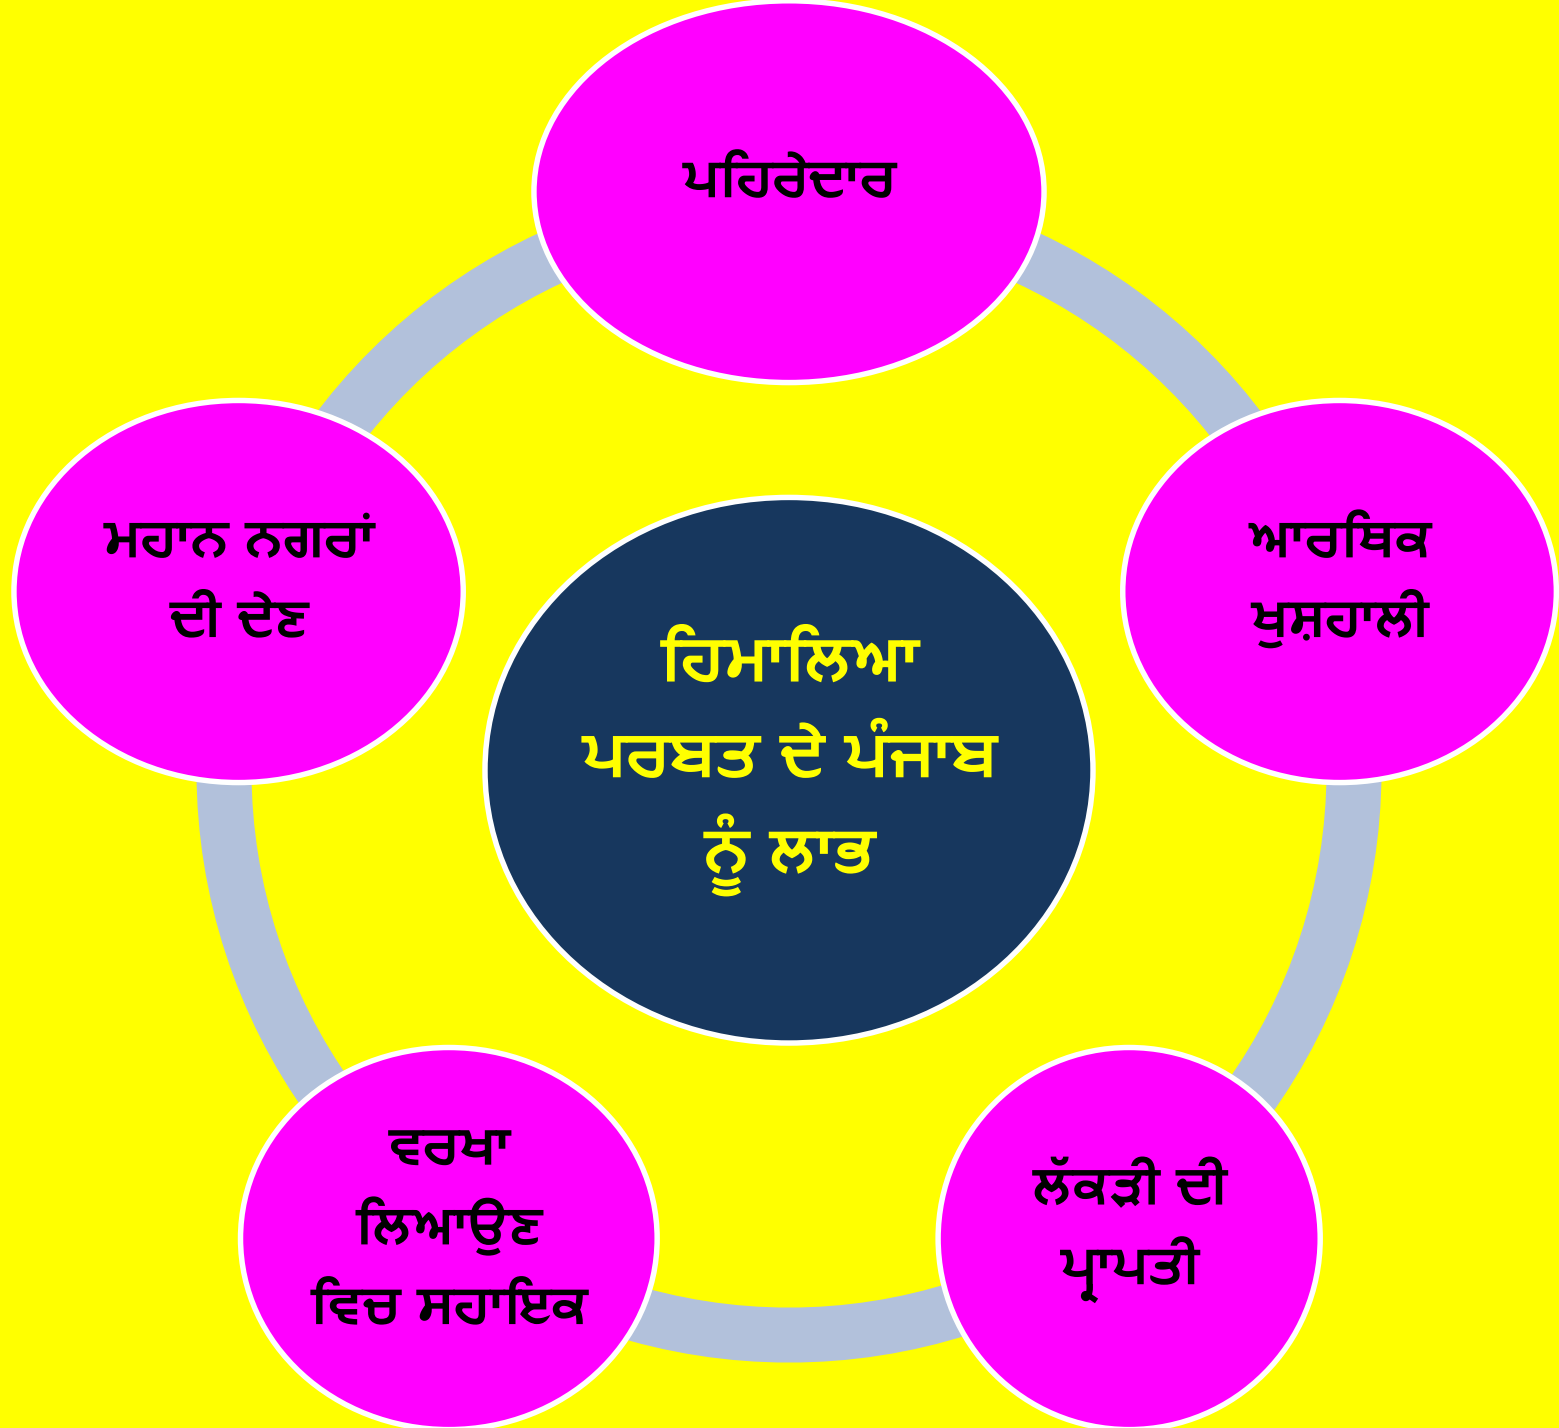 ਪਹਿਰੇਦਾਰ
ਆਰਥਿਕ
ਖੁਸ਼ਹਾਲੀ
ਲੱਕੜੀ ਦੀ
ਪ੍ਰਾਪਤੀ
ਵਰਖਾ
ਲਿਆਉਣ
ਵਿਚ ਸਹਾਇਕ
ਮਹਾਨ ਨਗਰਾਂ
ਦੀ ਦੇਣ
ਹਿਮਾਲਿਆ
ਪਰਬਤ ਦੇ ਪੰਜਾਬ
ਨੂੰ ਲਾਭ